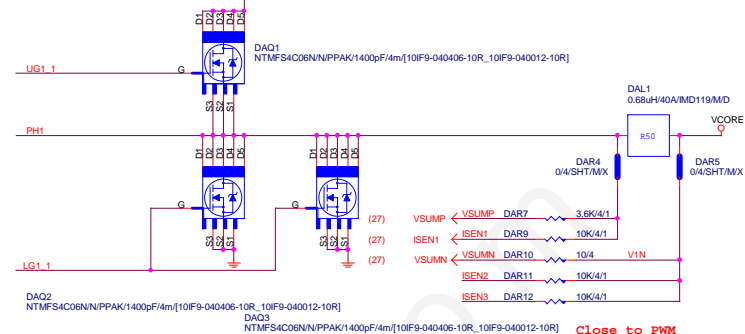 D1 D2 D3 D4 D5
DAQ1
NTMFS4C06N/N/PPAK/1400pF/4m/[10IF9-040406-10R_10IF9-040012-10R]
UG1_1
G
S3 S2 S1
DAL1
0.68uH/40A/IMD119/M/D
VCORE
PH1
R50
D1 D2 D3 D4 D5
D1 D2 D3 D4 D5
DAR4
0/4/SHT/M/X
DAR5
0/4/SHT/M/X
G
G
(27) VSUMP VSUMP DAR7 3.6K/4/1
S3 S2 S1
S3 S2 S1
(27) ISEN1 ISEN1 DAR9 10K/4/1
(27) VSUMN VSUMN DAR10 10/4 V1N
LG1_1
ISEN2 DAR11 10K/4/1
ISEN3 DAR12 10K/4/1
DAQ2
NTMFS4C06N/N/PPAK/1400pF/4m/[10IF9-040406-10R_10IF9-040012-10R]
DAQ3
NTMFS4C06N/N/PPAK/1400pF/4m/[10IF9-040406-10R_10IF9-040012-10R]
Close to PWM